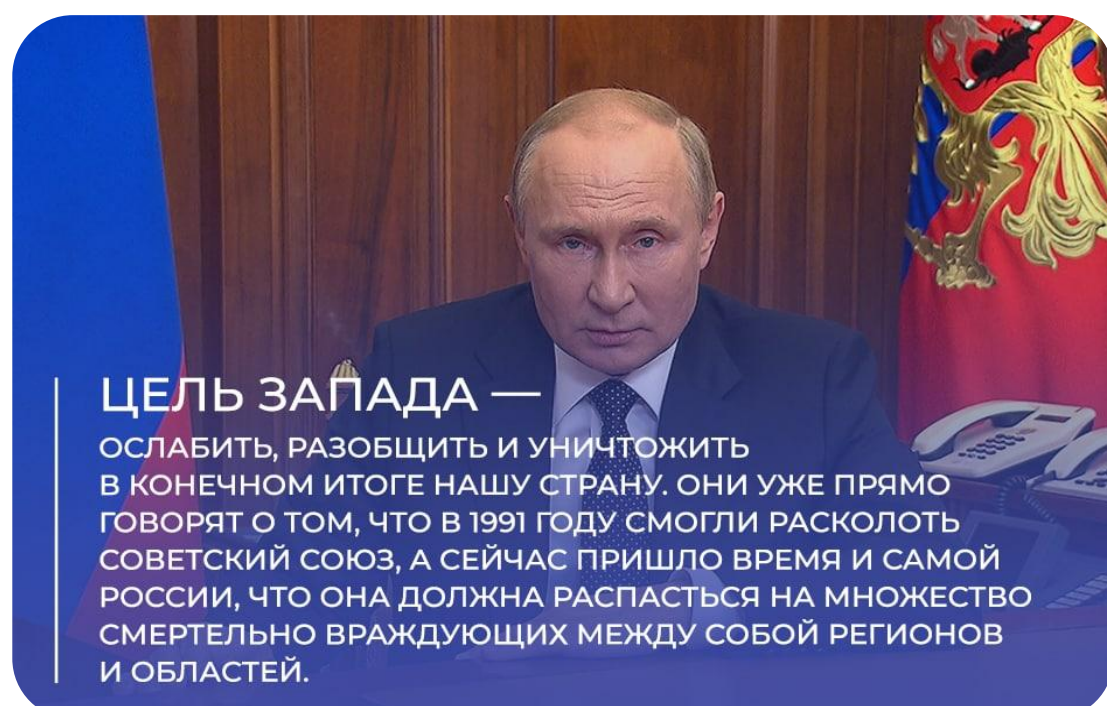 ЦЕЛЬ ЗАПАДА —
ОСЛАБИТЬ, РАЗОБЩИТЬ И УНИЧТОЖИТЬ
В КОНЕЧНОМ ИТОГЕ НАШУ СТРАНУ. ОНИ УЖЕ ПРЯМО
ГОВОРЯТ О ТОМ, ЧТО В 1991 ГОДУ СМОГЛИ РАСКОЛОТЬ
СОВЕТСКИЙ СОЮЗ, А СЕЙЧАС ПРИШЛО ВРЕМЯ И САМОЙ
РОССИИ, ЧТО ОНА ДОЛЖНА РАСПАСТЬСЯ НА МНОЖЕСТВО
СМЕРТЕЛЬНО ВРАЖДУЮЩИХ МЕЖДУ СОБОЙ РЕГИОНОВ
И ОБЛАСТЕЙ.